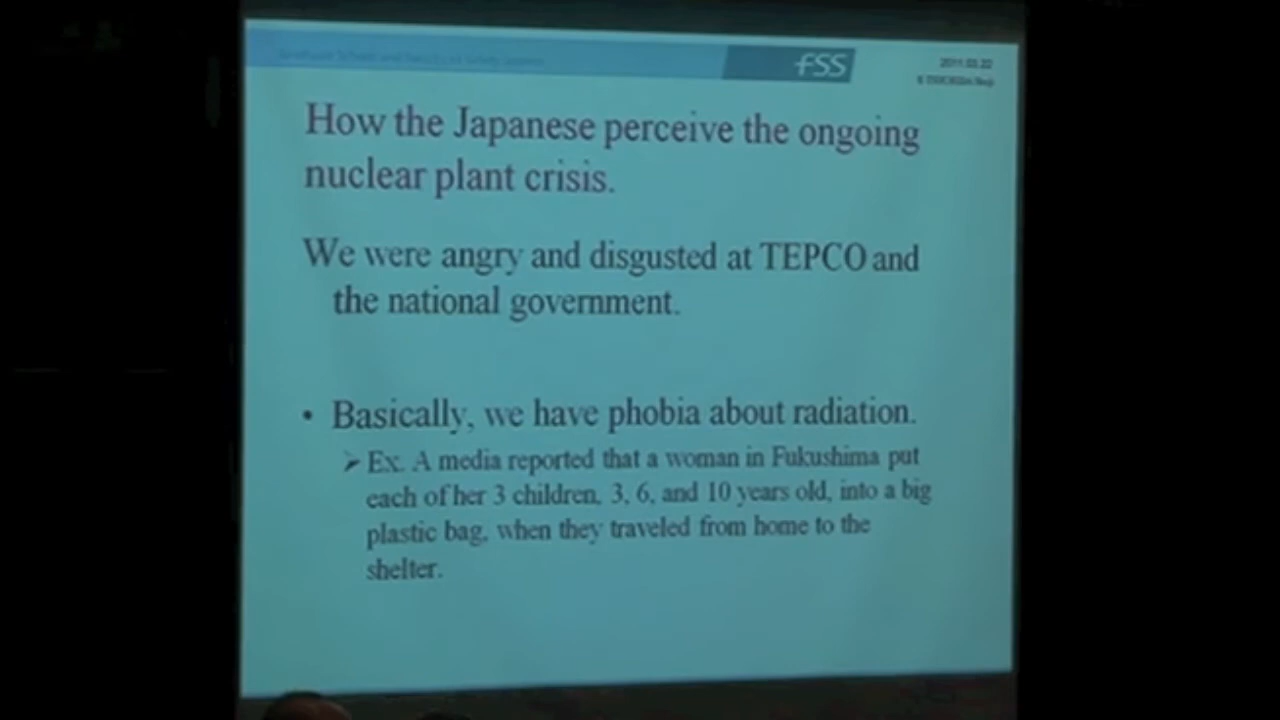 fSS
2011.03.22
How the Japanese perceive the ongoing
nuclear plant crisis.
We were angry and disgusted at TEPCO and
the national government.
• Basically, we have phobia about radiation.
➢ Ex. A media reported that a woman in Fukushima put
each of her 3 children, 3, 6, and 10 years old, into a big
plastic bag, when they traveled from home to the
shelter.